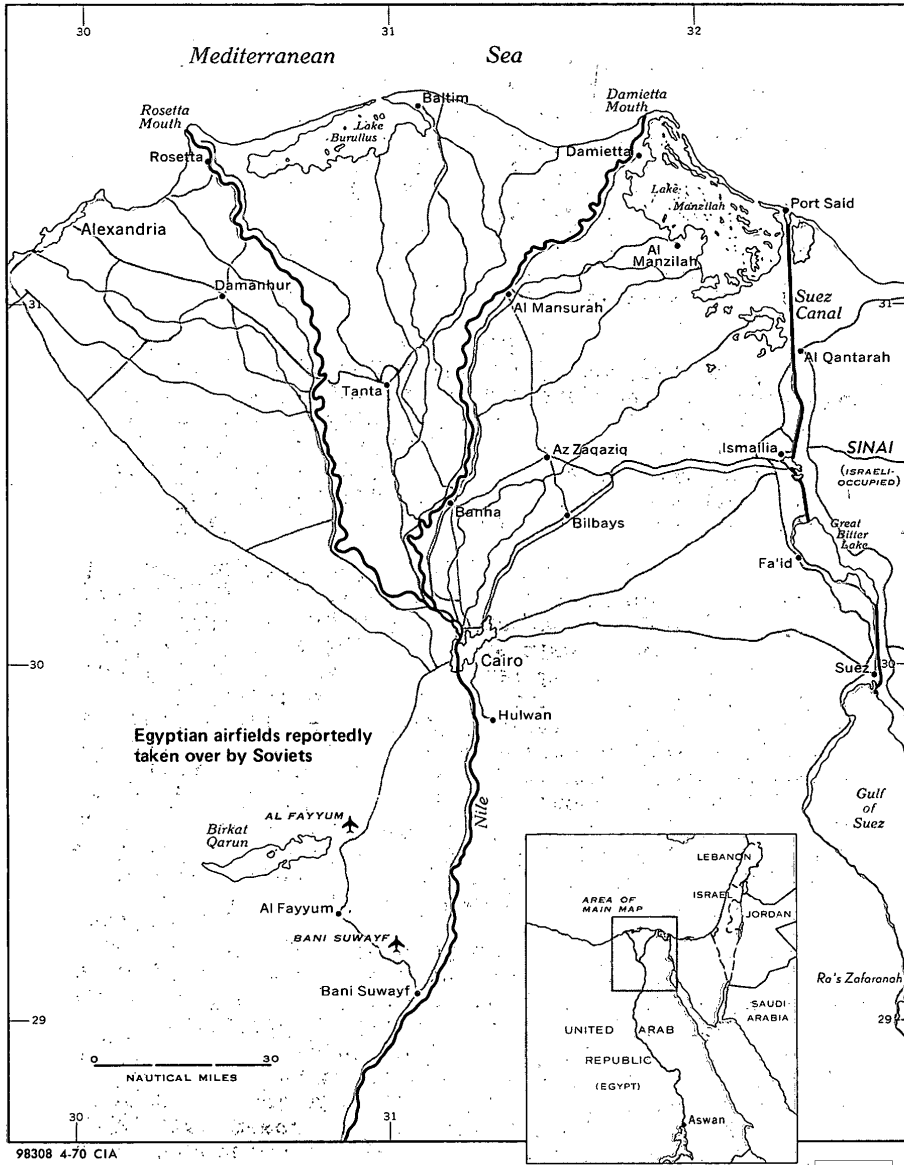 30
31
32
Mediterranean Sea
Rosetta
Mouth
Rosetta
Baltim
Lake
Burullus
Damietta
Mouth
Damietta
Lake
Manzilah
Port Said
Alexandria
Al
Manzilah
Damanhur
31
Al Mansurah
Suez
Canal
31
Al Qantarah
Tanta
Az Zaqaziq
Ismailia
SINAI
(ISRAELI-
OCCUPIED)
Banha
Bilbays
Great
Bitter
Lake
Fa'id
30
Cairo
Suez
30
Hulwan
Egyptian airfields reportedly
taken over by Soviets
Nile
Gulf
of
Suez
AL FAYYUM
Birkat
Qarun
Al Fayyum
BANI SUWAYF
Bani Suwayf
Ra's Zafaranah
29
29
0 30
NAUTICAL MILES
30
31
LEBANON
ISRAEL
JORDAN
AREA OF
MAIN MAP
SAUDI
ARABIA
UNITED ARAB
REPUBLIC
(EGYPT)
Aswan
98308 4-70 CIA